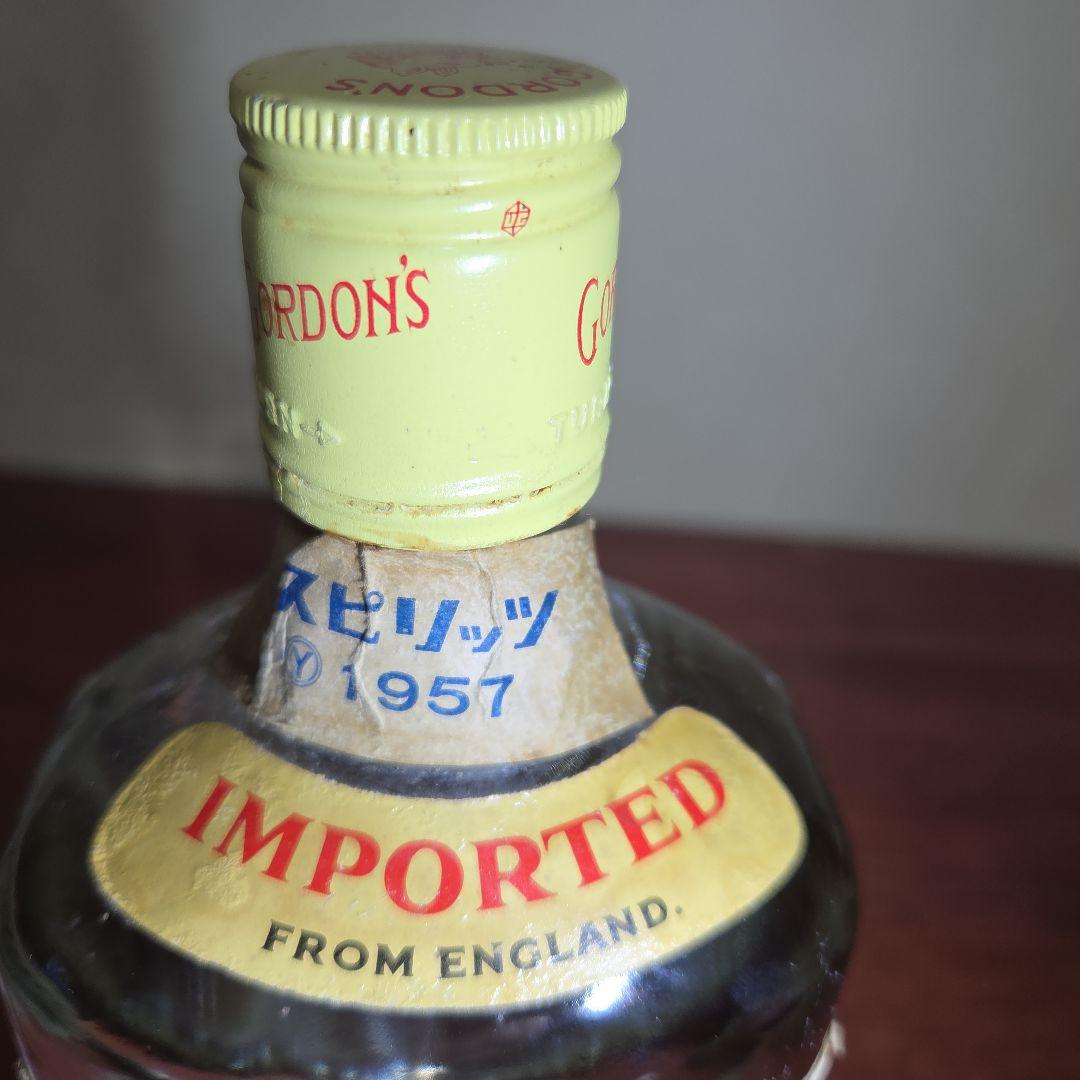 GORDON'S
GORDON'S
スピリッツ
Ⓨ 1957
IMPORTED
FROM ENGLAND.